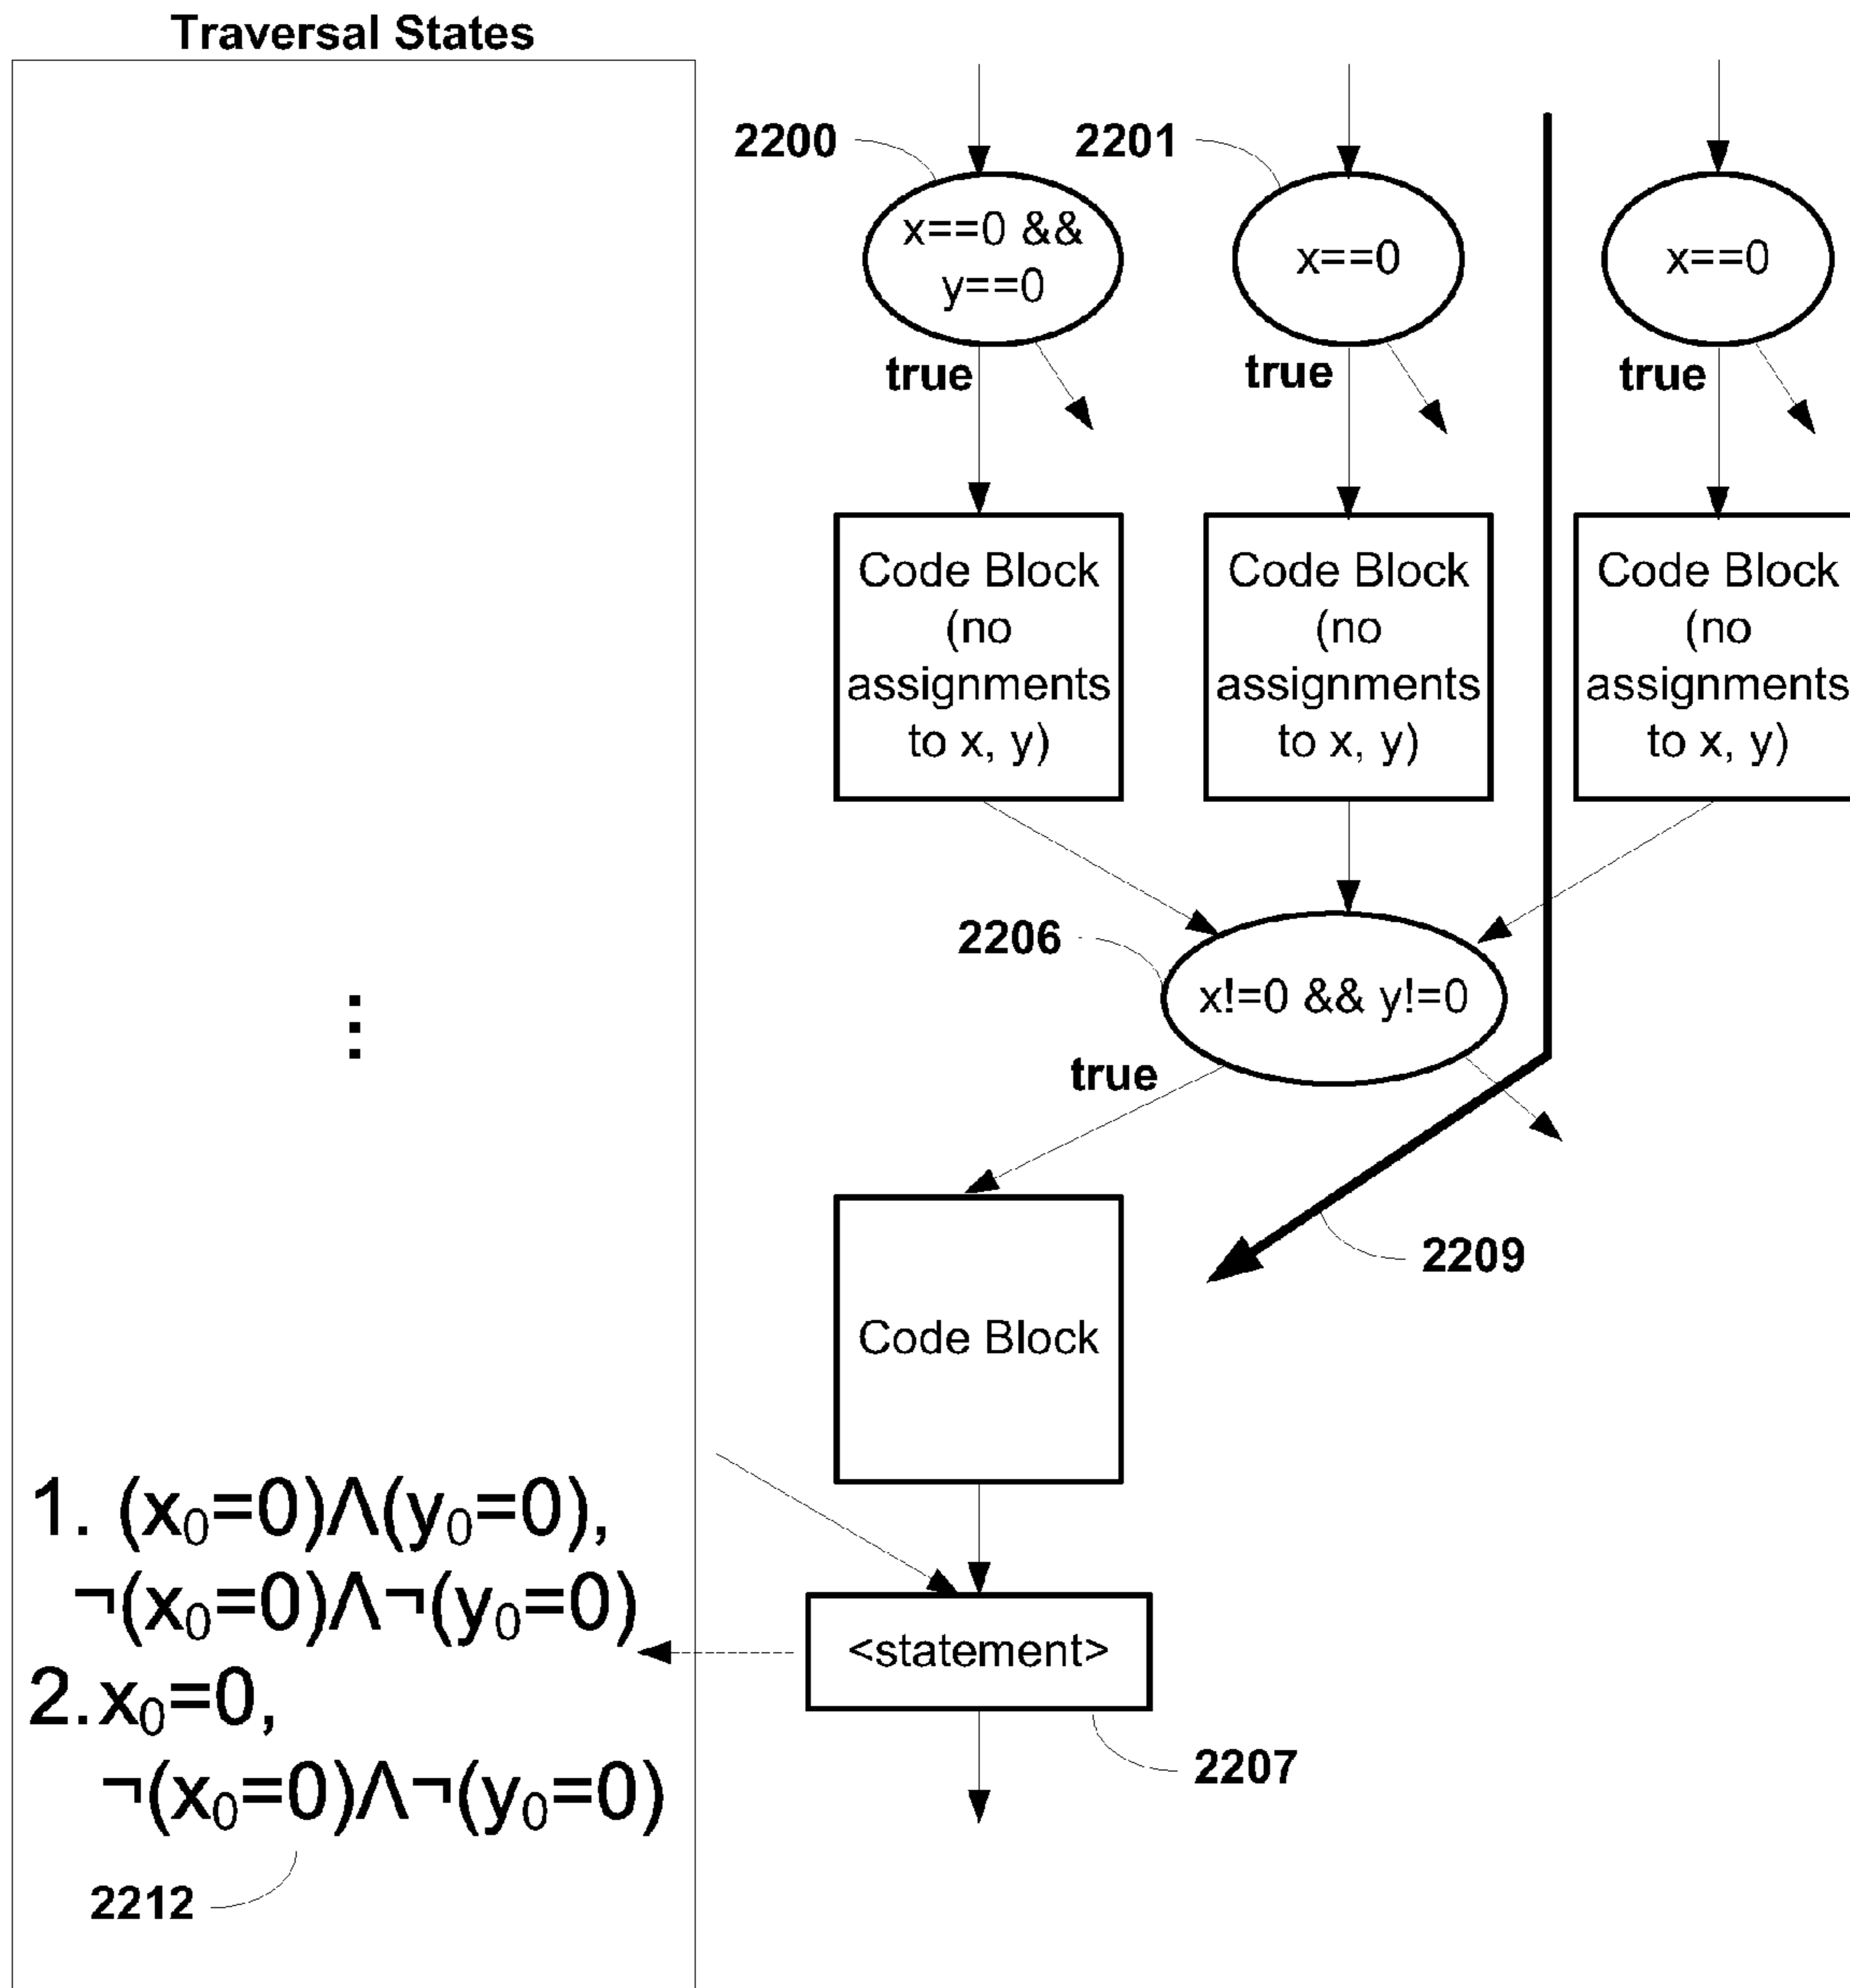 Traversal States
2200
2201
x==0 &&
y==0
x==0
x==0
true
true
true
Code Block
(no
assignments
to x, y)
Code Block
(no
assignments
to x, y)
Code Block
(no
assignments
to x, y)
2206
x!=0 && y!=0
true
2209
Code Block
1. (x₀=0)Λ(y₀=0),
¬(x₀=0)Λ¬(y₀=0)
2. x₀=0,
¬(x₀=0)Λ¬(y₀=0)
<statement>
2207
2212